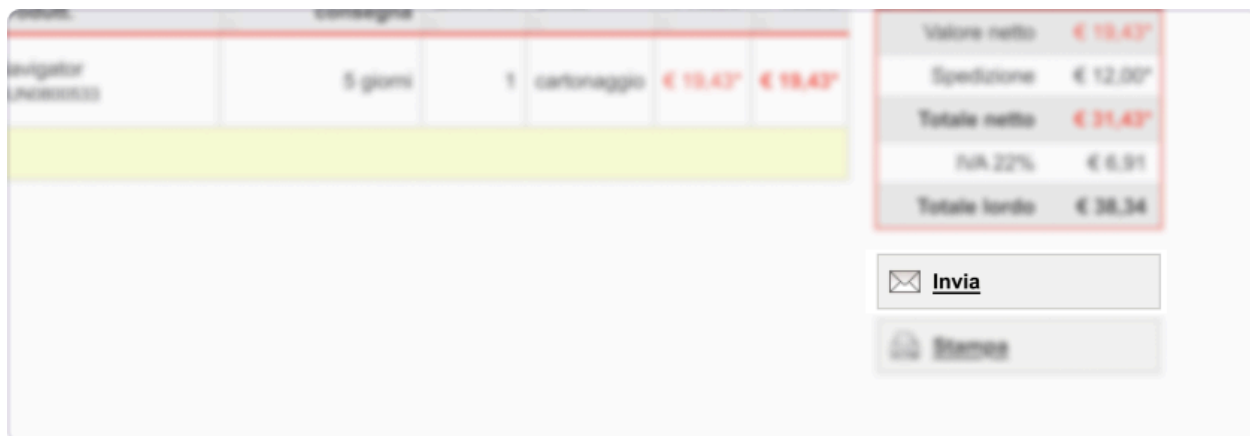 Produtt.
consegna
5 giorni
1
cartonaggio
€ 19,43*
€ 19,43*
Valore netto € 19,43*
Spedizione € 12,00*
Totale netto € 31,43*
IVA 22% € 6,91
Totale lordo € 38,34
Invia
Stampa